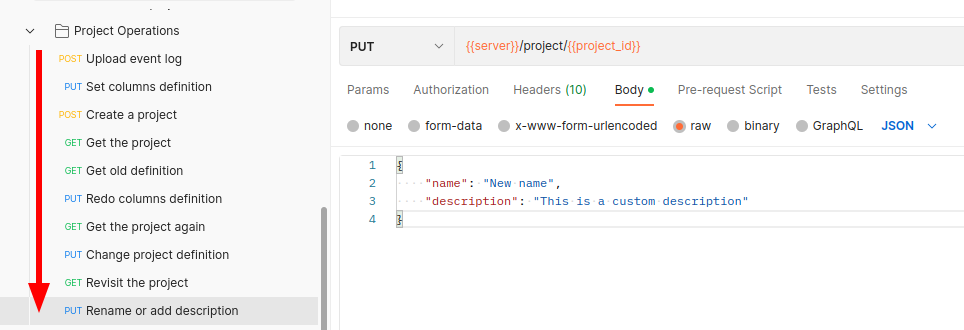 Project Operations
POST Upload event log
PUT Set columns definition
POST Create a project
GET Get the project
GET Get old definition
PUT Redo columns definition
GET Get the project again
PUT Change project definition
GET Revisit the project
PUT Rename or add description
PUT {{server}}/project/{{project_id}}
Params Authorization Headers (10) Body Pre-request Script Tests Settings
none form-data x-www-form-urlencoded raw binary GraphQL JSON
1 {
2 ····"name":·"New·name",
3 ····"description":·"This·is·a·custom·description"
4 }